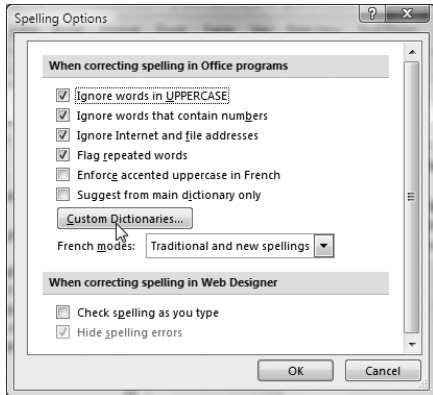 Spelling Options
When correcting spelling in Office programs
Ignore words in UPPERCASE
Ignore words that contain numbers
Ignore Internet and file addresses
Flag repeated words
Enforce accented uppercase in French
Suggest from main dictionary only
Custom Dictionaries...
French modes: Traditional and new spellings
When correcting spelling in Web Designer
Check spelling as you type
Hide spelling errors
OK Cancel